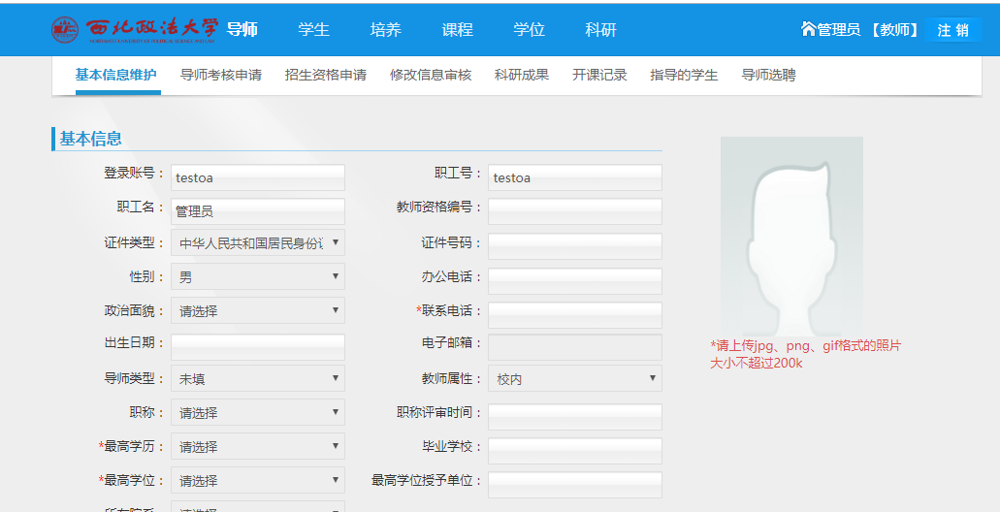 西北政法大学 导师 学生 培养 课程 学位 科研 管理员 【教师】 注 销
基本信息维护 导师考核申请 招生资格申请 修改信息审核 科研成果 开课记录 指导的学生 导师选聘
基本信息
登录账号： testoa 职工号： testoa
职工名： 管理员 教师资格编号：
证件类型： 中华人民共和国居民身份证 证件号码：
性别： 男 办公电话：
政治面貌： 请选择 *联系电话：
出生日期： 电子邮箱：
*请上传jpg、png、gif格式的照片
大小不超过200k
导师类型： 未填 教师属性： 校内
职称： 请选择 职称评审时间：
*最高学历： 请选择 毕业学校：
*最高学位： 请选择 最高学位授予单位：
所在院系： 请选择